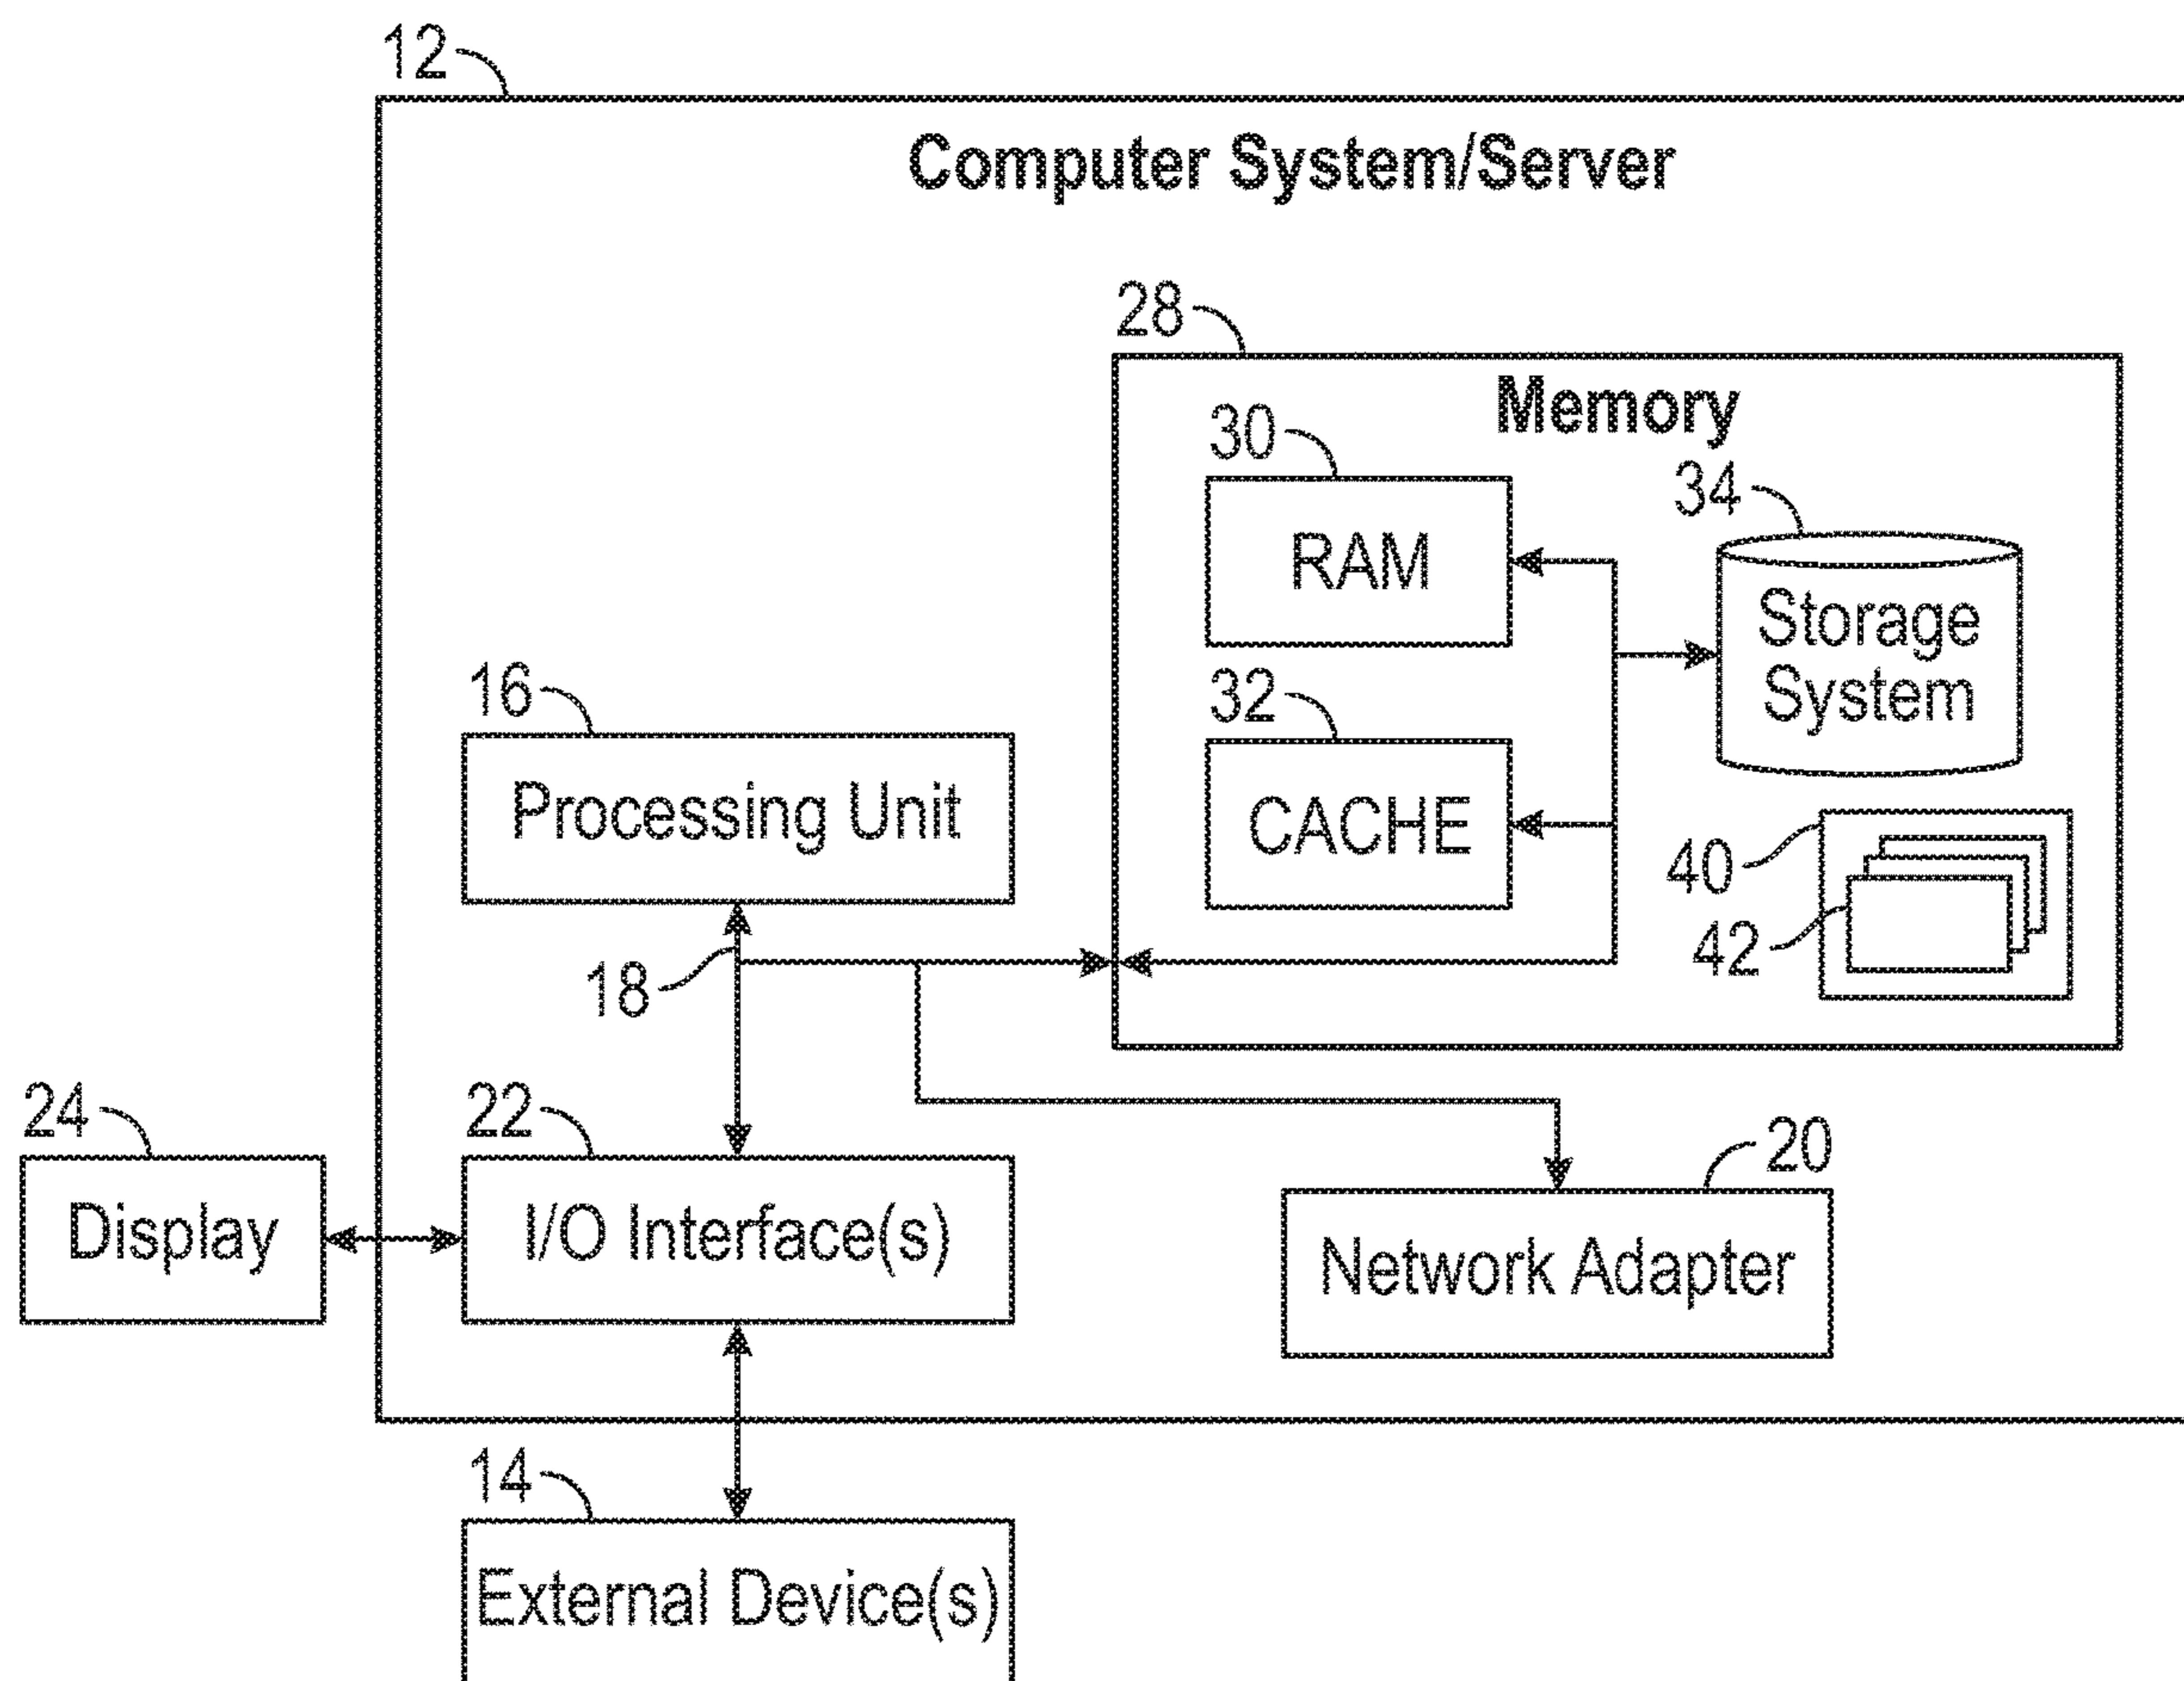 12
Computer System/Server
28
Memory
30
34
RAM
Storage
System
16
32
Processing Unit
CACHE
40
42
18
24
22
20
Display
I/O Interface(s)
Network Adapter
14
External Device(s)